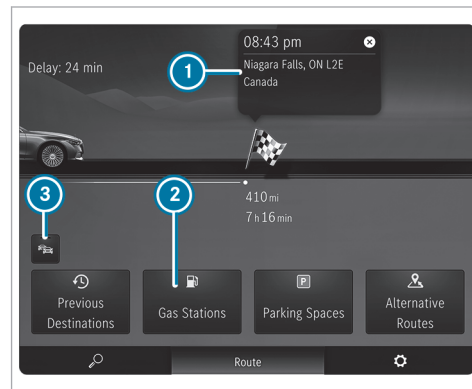 08:43 pm
Delay: 24 min
Niagara Falls, ON L2E
Canada
1
2
3
410 mi
7 h 16 min
P
Previous
Destinations
Gas Stations
Parking Spaces
Alternative
Routes
Route